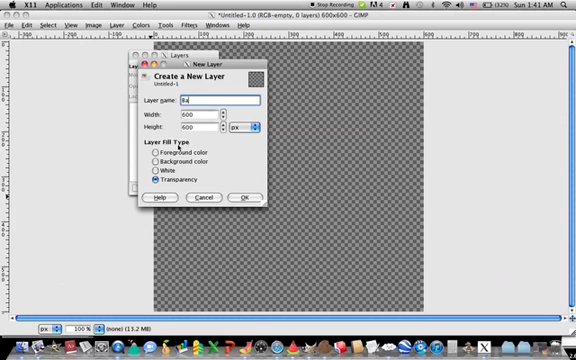 X11 Applications Edit Window Help
Stop Recording
4
(32%)
Sun 1:41 AM
*Untitled-1.0 (RGB-empty, 0 layers) 600x600 – GIMP
File Edit Select View Image Layer Colors Tools Filters Windows Help
Layers
New Layer
Create a New Layer
Untitled-1
Layer name: Ba
Width: 600
Height: 600 px
Layer Fill Type
Foreground color
Background color
White
Transparency
Help Cancel OK
px 100 % (none) (13.2 MB)